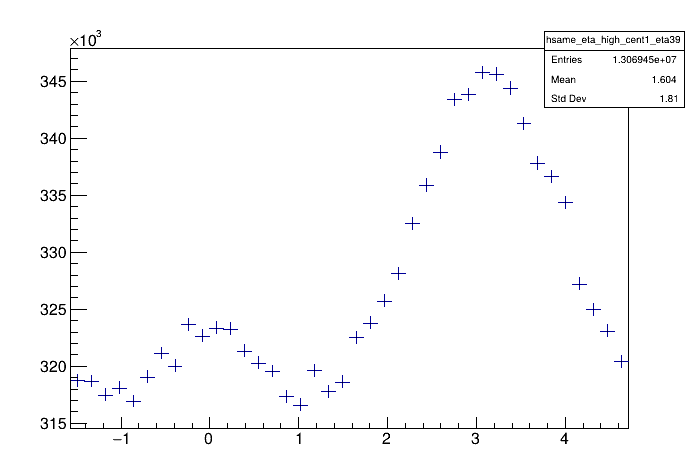 ×10³
hsame_eta_high_cent1_eta39
Entries 1.306945e+07
Mean 1.604
Std Dev 1.81
345
340
335
330
325
320
315
−1 0 1 2 3 4